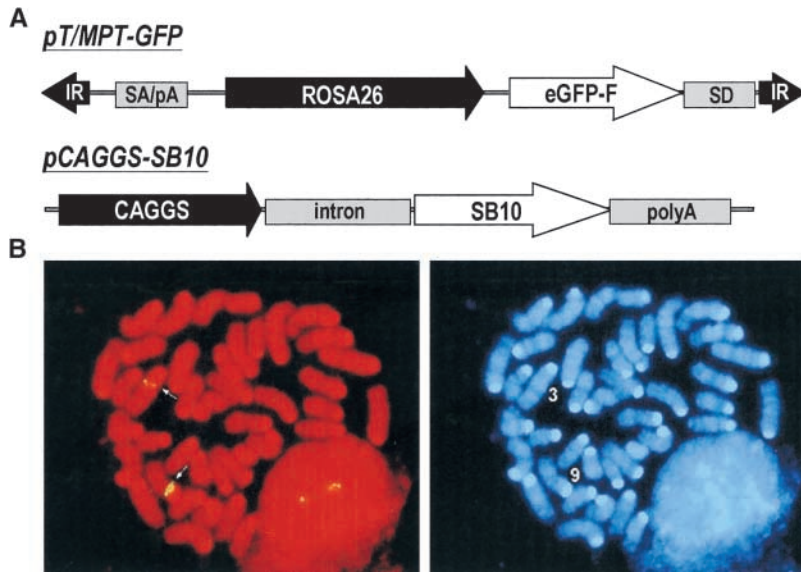 A
pT/MPT-GFP
IR SA/pA ROSA26 eGFP-F SD IR
pCAGGS-SB10
CAGGS intron SB10 polyA
B
3
9